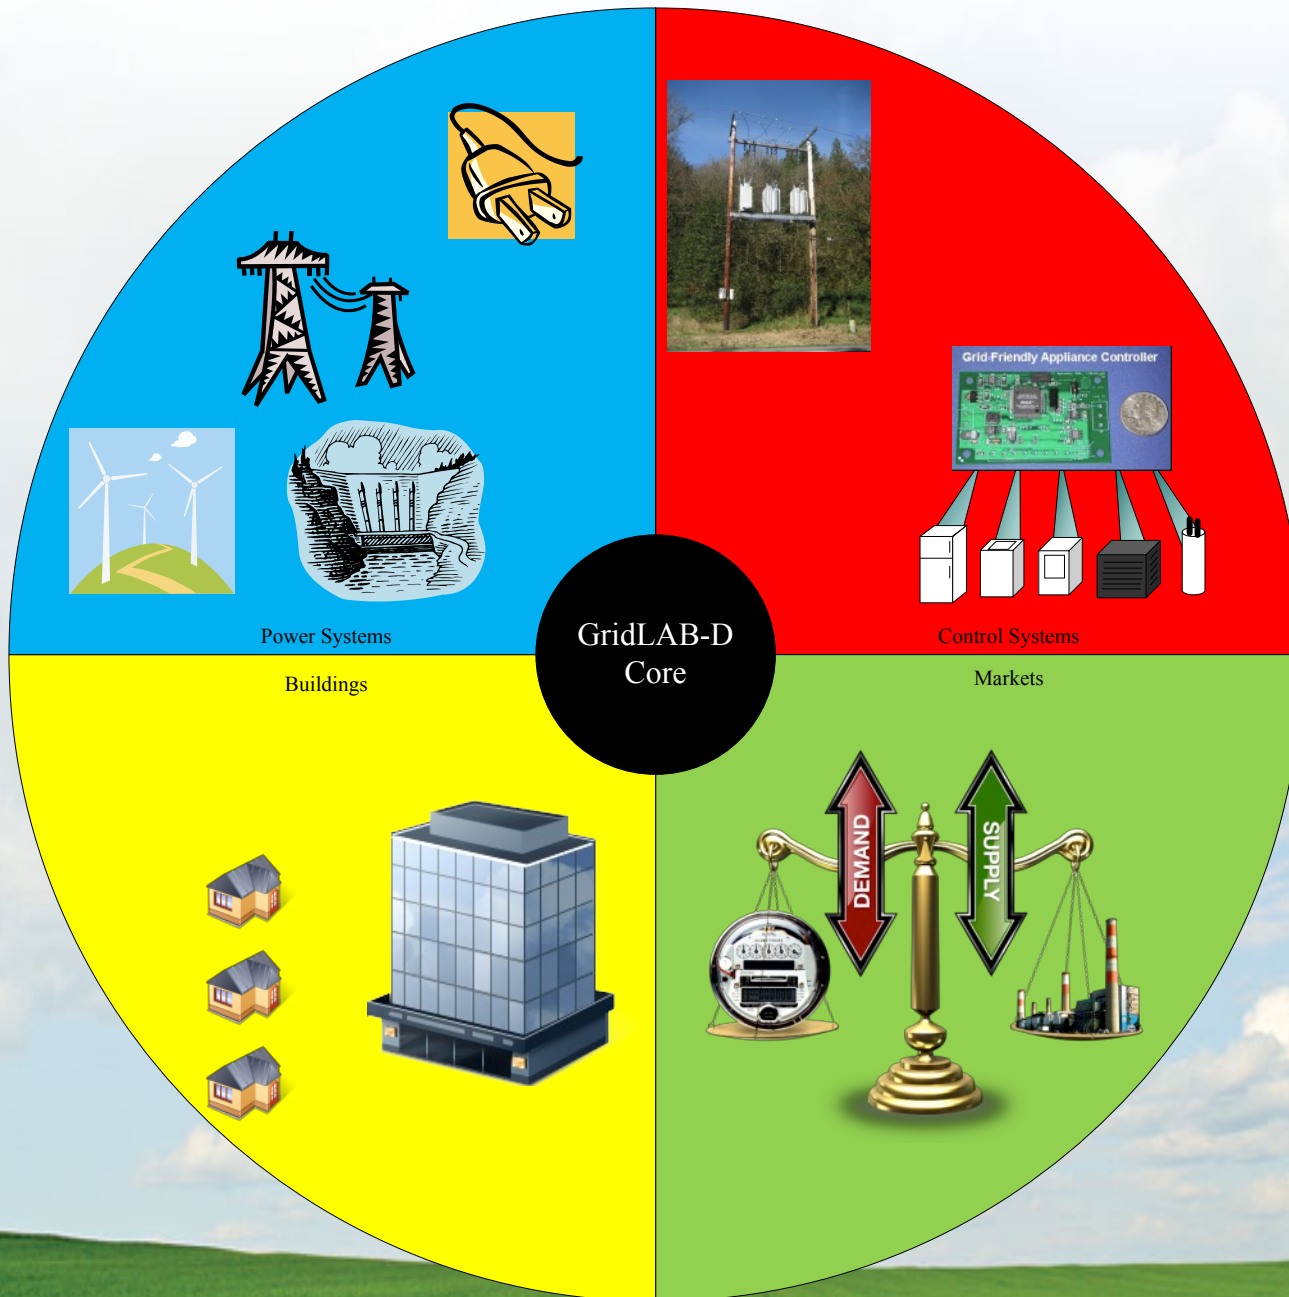 Grid-Friendly Appliance Controller
Power Systems
Control Systems
GridLAB-D
Core
Buildings
Markets
DEMAND
SUPPLY